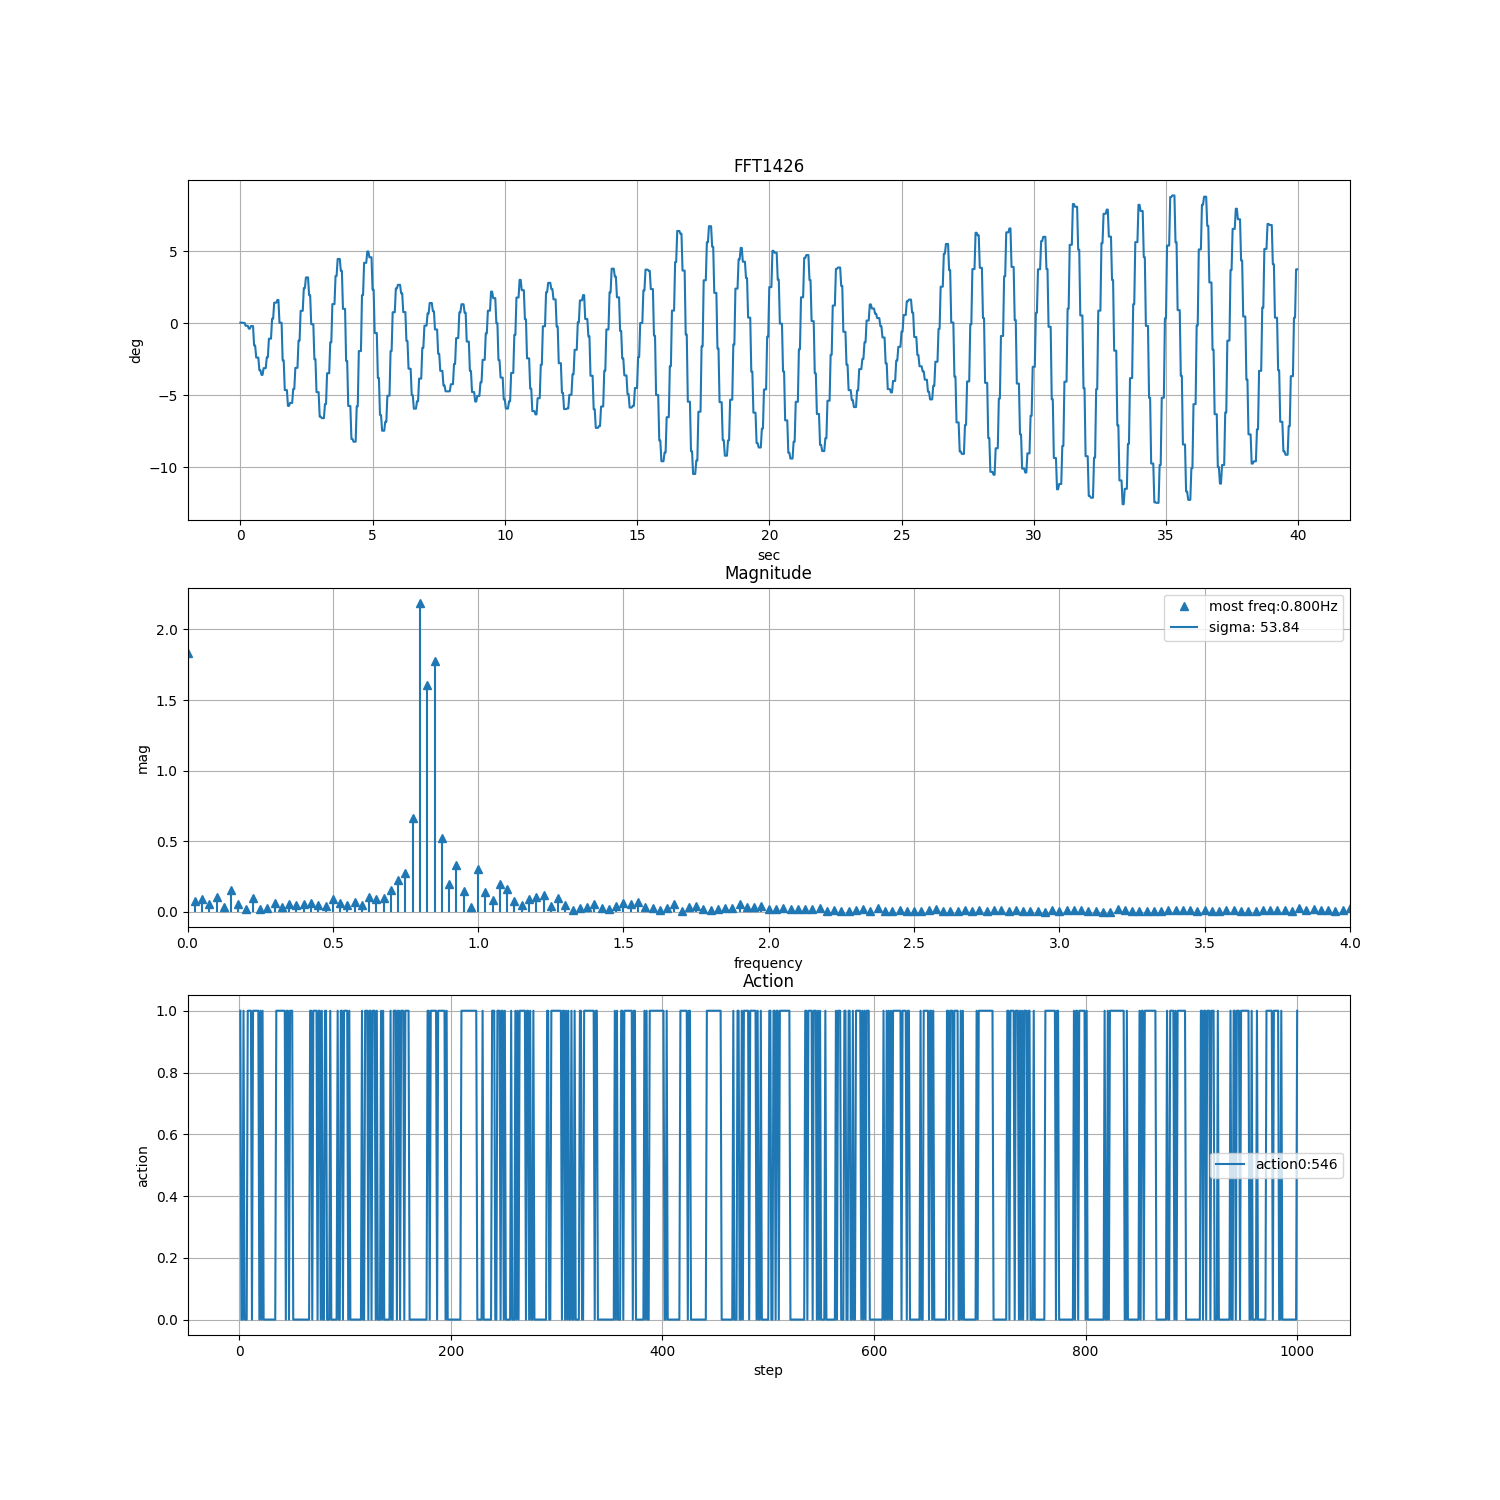 FFT1426
deg
5
0
−5
−10
0 5 10 15 20 25 30 35 40
sec
Magnitude
most freq:0.800Hz
sigma: 53.84
mag
2.0
1.5
1.0
0.5
0.0
0.0 0.5 1.0 1.5 2.0 2.5 3.0 3.5 4.0
frequency
Action
action
1.0
0.8
0.6
0.4
0.2
0.0
action0:546
0 200 400 600 800 1000
step